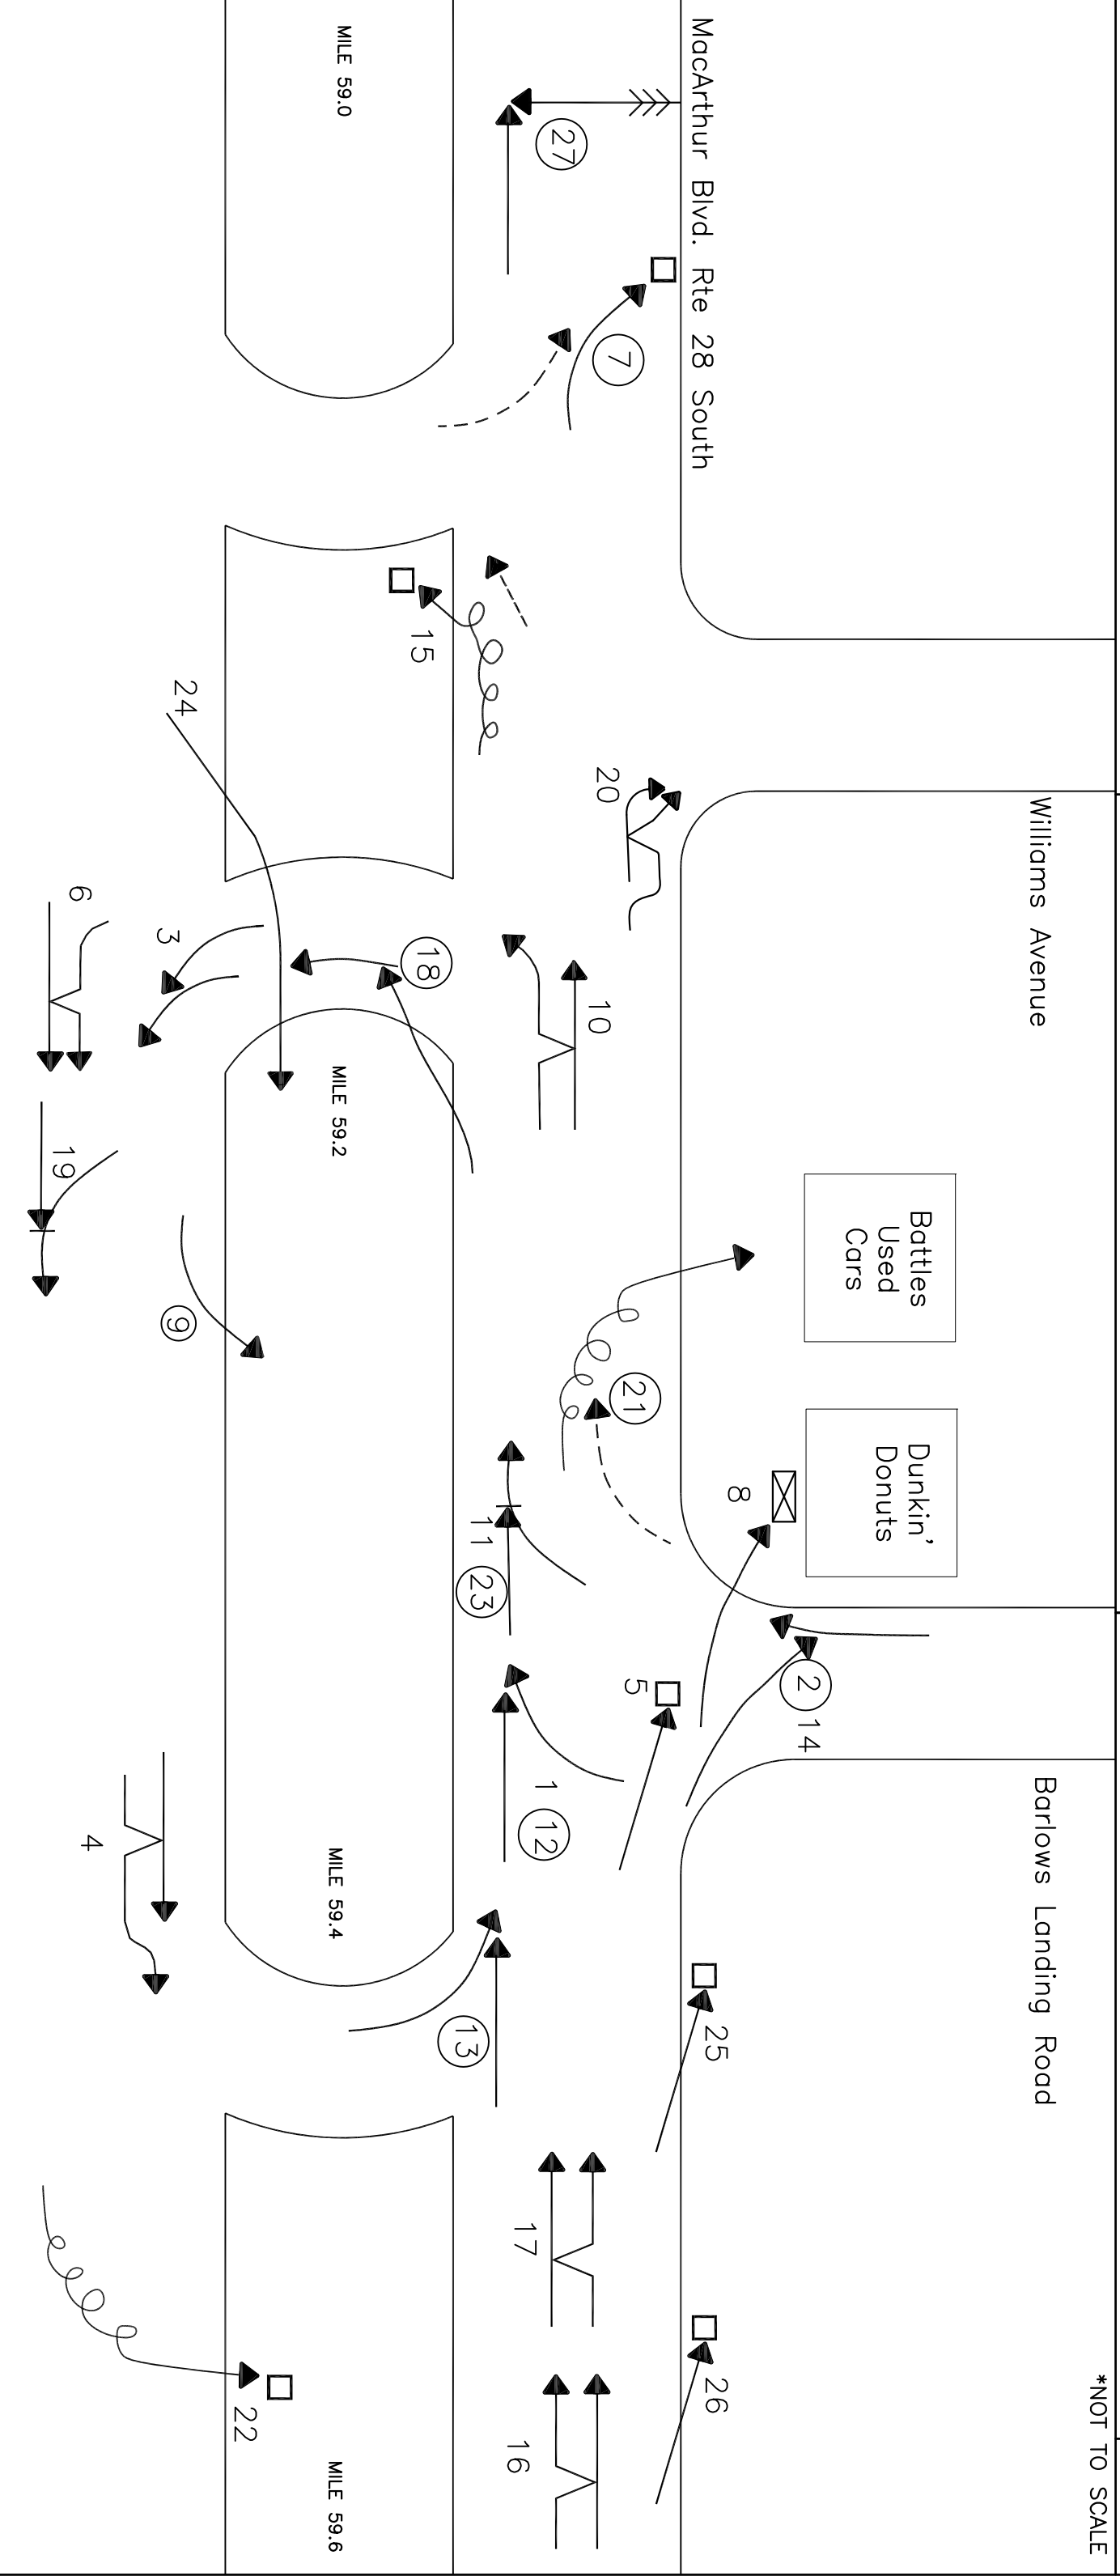 *NOT TO SCALE
Williams Avenue
Barlows Landing Road
Battles
Used
Cars
Dunkin'
Donuts
2 14
8
25
26
MacArthur Blvd. Rte 28 South
21
5
7
20
10
27
1 12
17
16
11 23
13
18
15
MILE 59.0
MILE 59.2
MILE 59.4
MILE 59.6
22
24
9
3
4
6
19